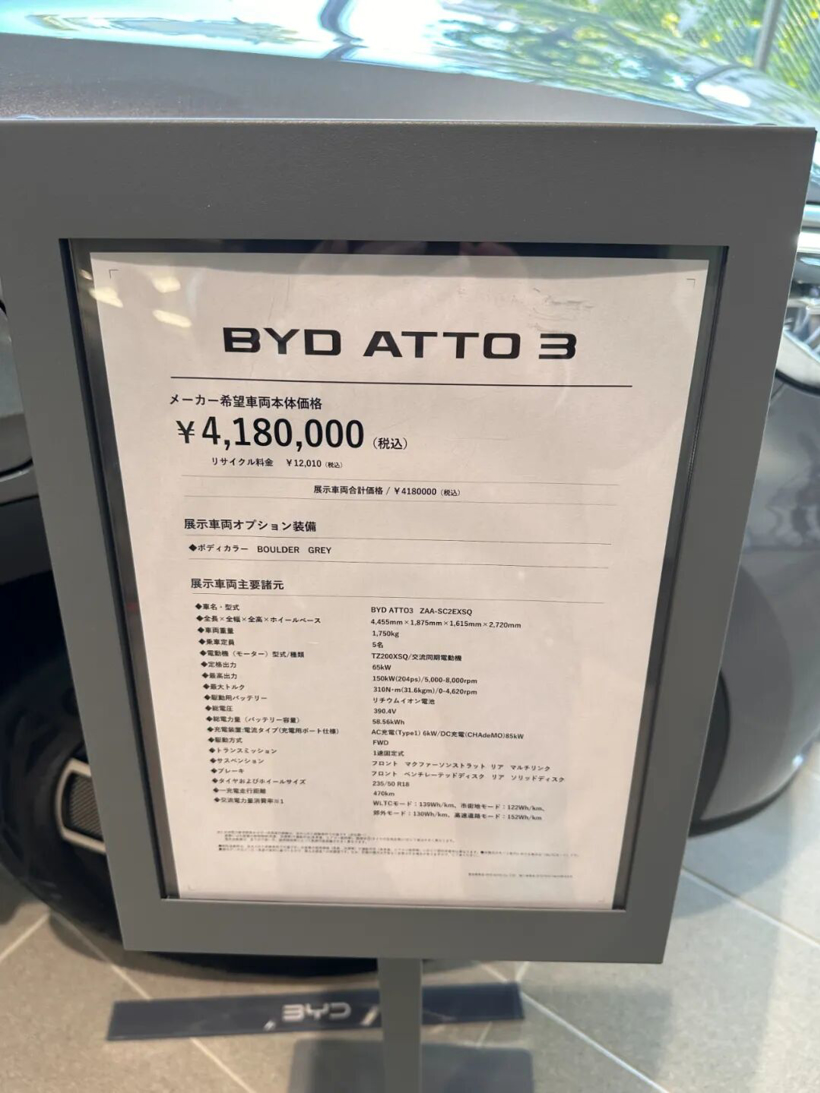 BYD ATTO 3
メーカー希望車両本体価格
￥4,180,000（税込）
リサイクル料金 ￥12,010（税込）
展示車両合計価格 / ￥4180000（税込）
展示車両オプション装備
◆ボディカラー BOULDER GREY
展示車両主要諸元
◆車名・型式 BYD ATTO3 ZAA-SC2EXSQ
◆全長×全幅×全高×ホイールベース 4,455mm×1,875mm×1,615mm×2,720mm
◆車両重量 1,750kg
◆乗車定員 5名
◆電動機（モーター）型式/種類 TZ200XSQ/交流同期電動機
◆定格出力 65kW
◆最高出力 150kW(204ps)/5,000-8,000rpm
◆最大トルク 310N・m(31.6kgm)/0-4,620rpm
◆駆動用バッテリー リチウムイオン電池
◆総電圧 390.4V
◆総電力量（バッテリー容量） 58.56kWh
◆充電装置:電流タイプ(充電用ポート仕様) AC充電(Type1) 6kW/DC充電(CHAdeMO)85kW
◆駆動方式 FWD
◆トランスミッション 1速固定式
◆サスペンション フロント マクファーソンストラット リア マルチリンク
◆ブレーキ フロント ベンチレーテッドディスク リア ソリッドディスク
◆タイヤおよびホイールサイズ 235/50 R18
◆一充電走行距離 470km
◆交流電力量消費率※1 WLTCモード：139Wh/km、市街地モード：122Wh/km、
郊外モード：130Wh/km、高速道路モード：152Wh/km
BYD